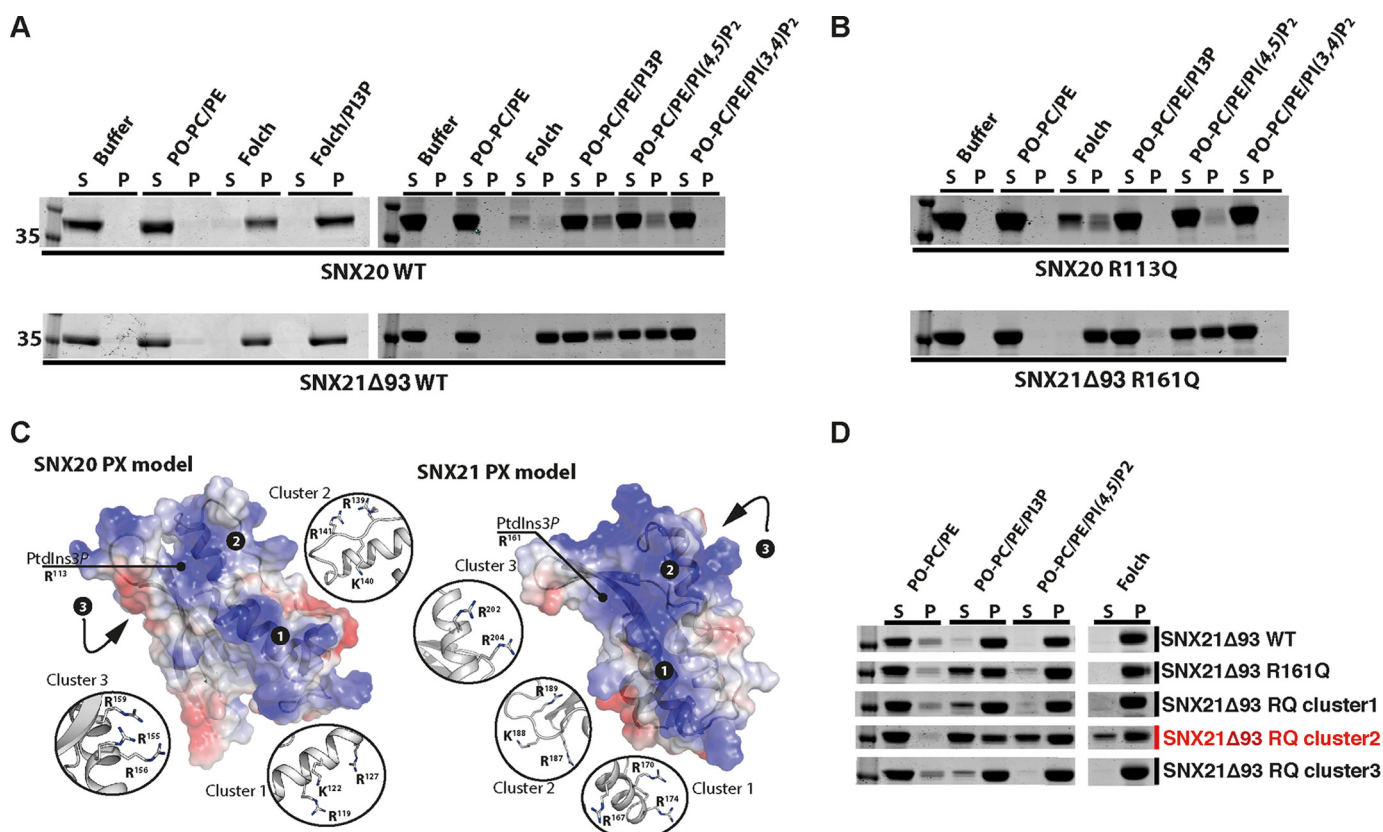 A
Buffer PO-PC/PE Folch Folch/PI3P Buffer PO-PC/PE Folch PO-PC/PE/PI3P PO-PC/PE/PI(4,5)P2 PO-PC/PE/PI(3,4)P2
S P S P S P S P S P S P S P S P S P S P
35
SNX20 WT
35
SNX21Δ93 WT
B
Buffer PO-PC/PE Folch PO-PC/PE/PI3P PO-PC/PE/PI(4,5)P2 PO-PC/PE/PI(3,4)P2
S P S P S P S P S P S P
SNX20 R113Q
SNX21Δ93 R161Q
C
SNX20 PX model
Cluster 2
R139
R141
K140
2
PtdIns3P
R113
3
1
Cluster 3
R159
R155
R156
Cluster 1
R127
K122
R119
SNX21 PX model
PtdIns3P
R161
3
2
Cluster 3
R202
R204
1
R189
K188
R187
Cluster 2
R170
R174
R167
Cluster 1
D
PO-PC/PE PO-PC/PE/PI3P PO-PC/PE/PI(4,5)P2 Folch
S P S P S P S P
SNX21Δ93 WT
SNX21Δ93 R161Q
SNX21Δ93 RQ cluster1
SNX21Δ93 RQ cluster2
SNX21Δ93 RQ cluster3